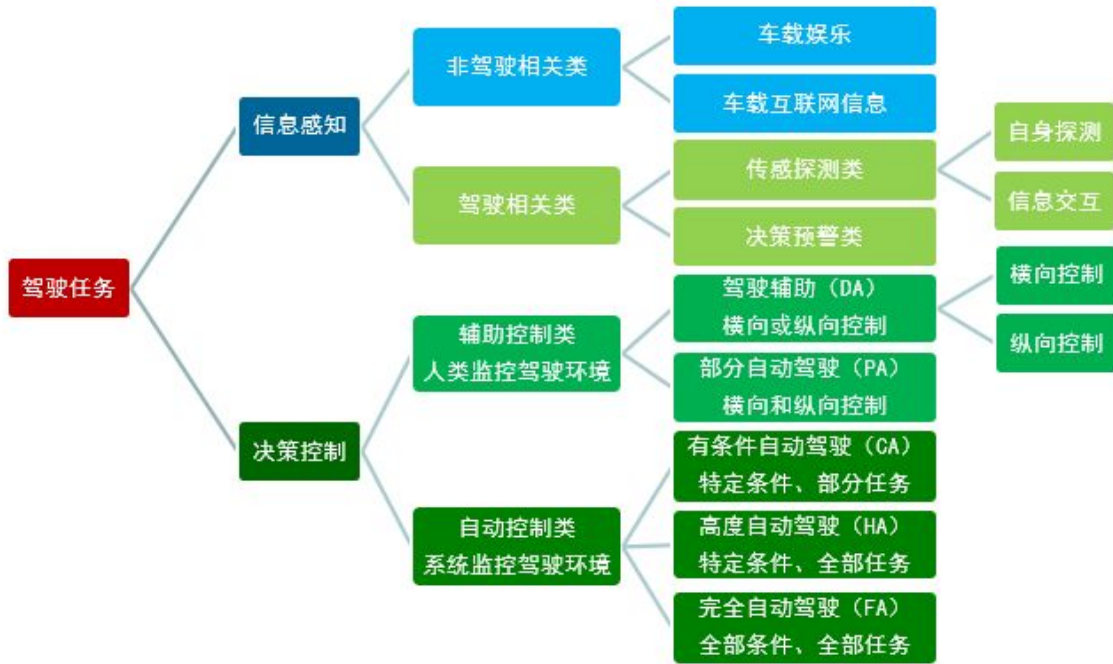 驾驶任务
信息感知
非驾驶相关类
车载娱乐
车载互联网信息
驾驶相关类
传感探测类
自身探测
信息交互
决策预警类
决策控制
辅助控制类
人类监控驾驶环境
驾驶辅助（DA）
横向或纵向控制
横向控制
纵向控制
部分自动驾驶（PA）
横向和纵向控制
自动控制类
系统监控驾驶环境
有条件自动驾驶（CA）
特定条件、部分任务
高度自动驾驶（HA）
特定条件、全部任务
完全自动驾驶（FA）
全部条件、全部任务